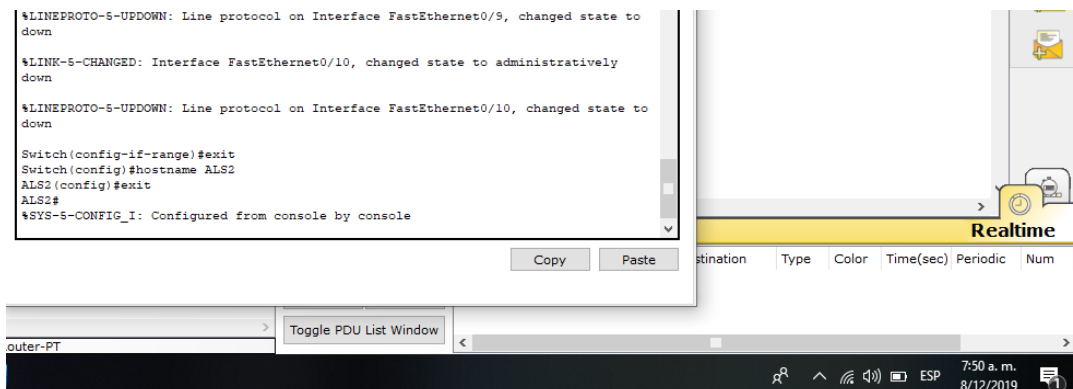 %LINEPROTO-5-UPDOWN: Line protocol on Interface FastEthernet0/9, changed state to
down
%LINK-5-CHANGED: Interface FastEthernet0/10, changed state to administratively
down
%LINEPROTO-5-UPDOWN: Line protocol on Interface FastEthernet0/10, changed state to
down
Switch(config-if-range)#exit
Switch(config)#hostname ALS2
ALS2(config)#exit
ALS2#
%SYS-5-CONFIG_I: Configured from console by console
Copy Paste
Realtime
stination Type Color Time(sec) Periodic Num
Toggle PDU List Window
outer-PT
ESP
7:50 a. m.
8/12/2019
1